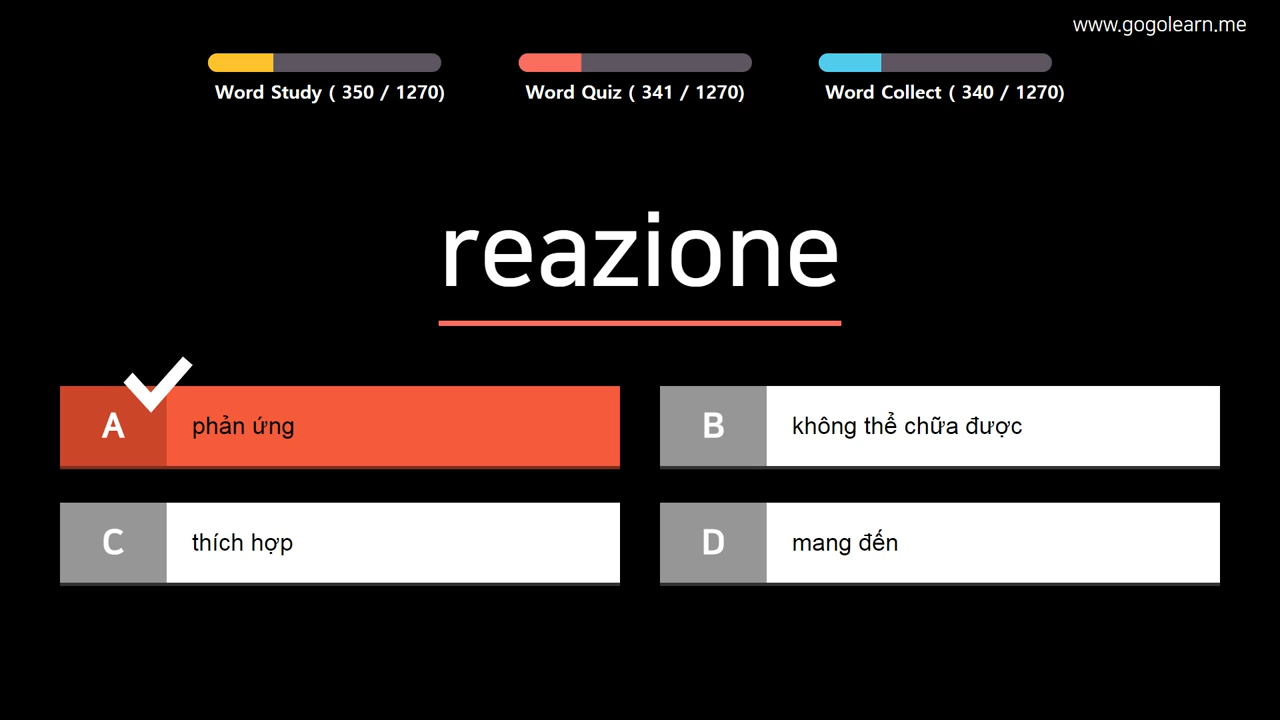 www.gogolearn.me
Word Study ( 350 / 1270)
Word Quiz ( 341 / 1270)
Word Collect ( 340 / 1270)
reazione
A phản ứng
B không thể chữa được
C thích hợp
D mang đến